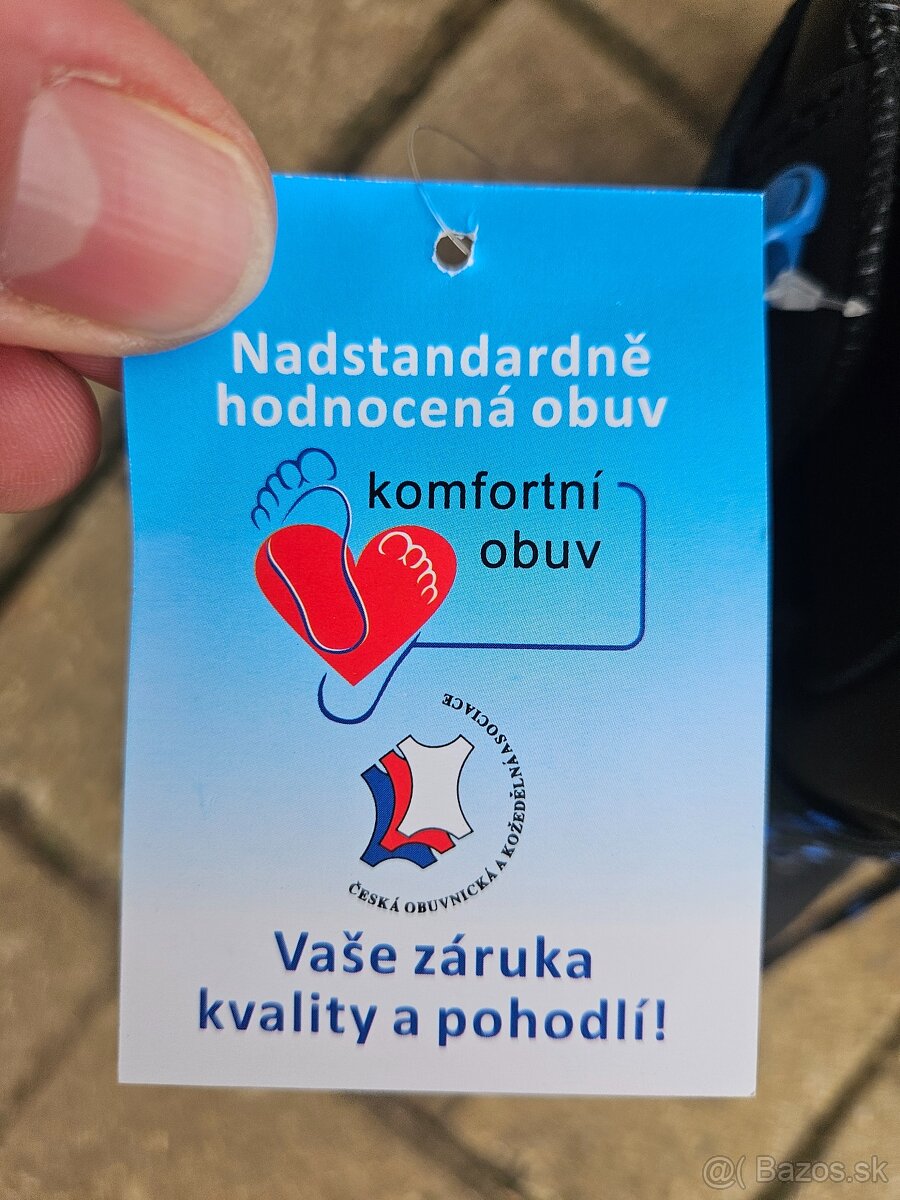 Nadstandardně
hodnocená obuv
komfortní
obuv
ČESKÁ OBUVNICKÁ A KOŽEDĚLNÁ ASOCIACE
Vaše záruka
kvality a pohodlí!
@( Bazos.sk